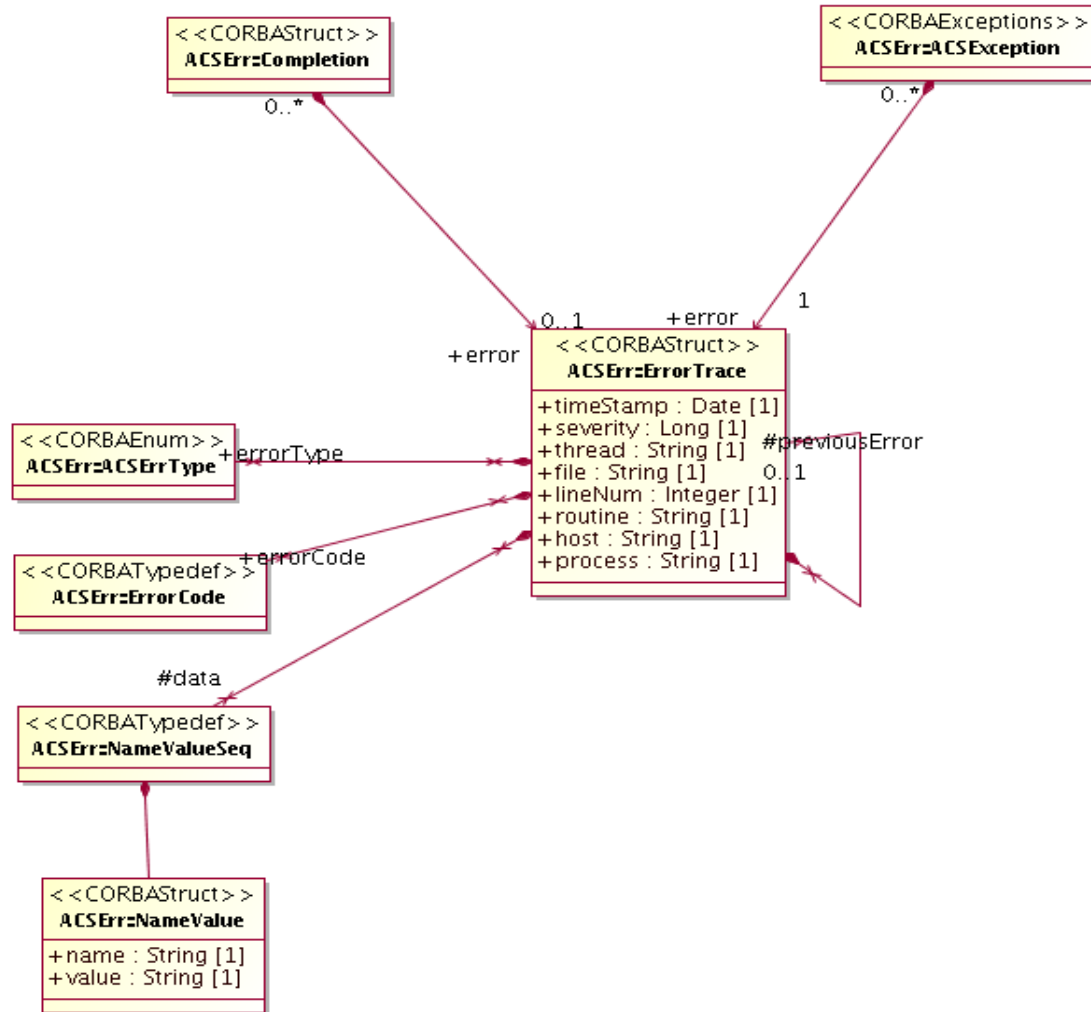 <<CORBAStruct>>
ACSErr::Completion
<<CORBAExceptions>>
ACSErr::ACSException
0..*
0..*
1
0..1
+error
+error
<<CORBAStruct>>
ACSErr::ErrorTrace
+timeStamp : Date [1]
+severity : Long [1]
+thread : String [1]
+file : String [1]
+lineNum : Integer [1]
+routine : String [1]
+host : String [1]
+process : String [1]
#previousError
0..1
<<CORBAEnum>>
ACSErr::ACSErrType
+errorType
<<CORBATypedef>>
ACSErr::ErrorCode
+errorCode
#data
<<CORBATypedef>>
ACSErr::NameValueSeq
<<CORBAStruct>>
ACSErr::NameValue
+name : String [1]
+value : String [1]